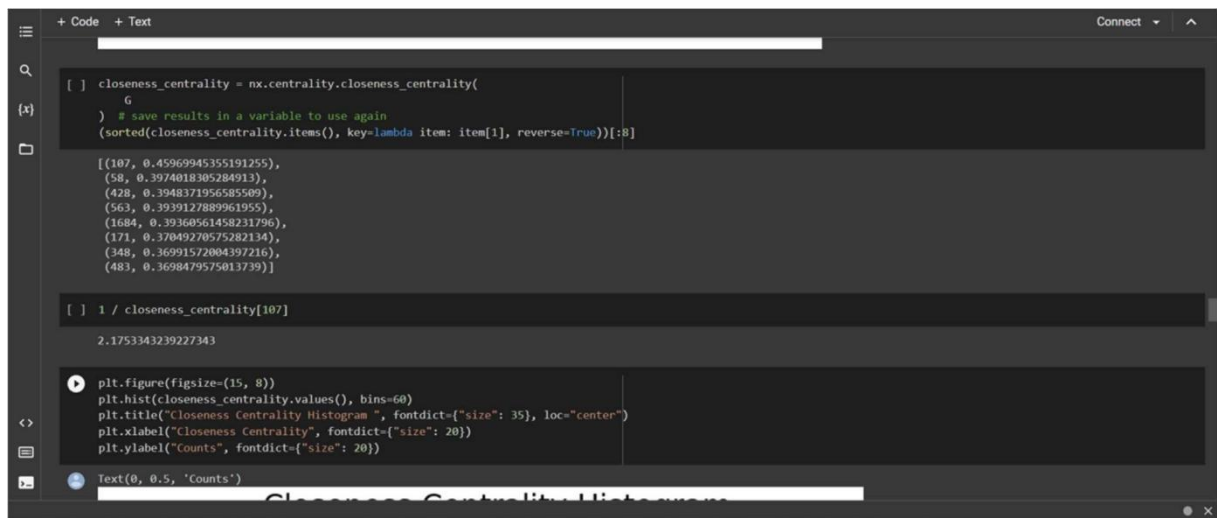 + Code + Text
Connect
[ ] closeness_centrality = nx.centrality.closeness_centrality(
{x}
G
) # save results in a variable to use again
(sorted(closeness_centrality.items(), key=lambda item: item[1], reverse=True))[:8]
[(107, 0.45969945355191255),
(58, 0.3974018305284913),
(428, 0.3948371956585509),
(563, 0.3939127889961955),
(1684, 0.39360561458231796),
(171, 0.37049270575282134),
(348, 0.36991572004397216),
(483, 0.3698479575013739)]
[ ] 1 / closeness_centrality[107]
2.1753343239227343
plt.figure(figsize=(15, 8))
plt.hist(closeness_centrality.values(), bins=60)
plt.title("Closeness Centrality Histogram ", fontdict={"size": 35}, loc="center")
plt.xlabel("Closeness Centrality", fontdict={"size": 20})
plt.ylabel("Counts", fontdict={"size": 20})
Text(0, 0.5, 'Counts')
Closeness Centrality Histogram